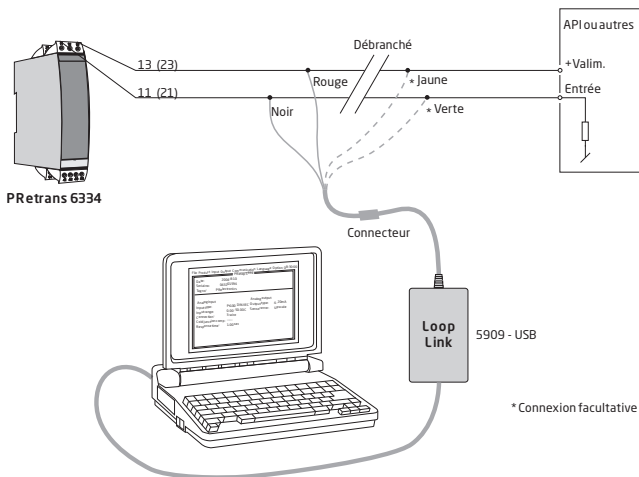 API ou autres
Débranché
13 (23)
+Valim.
Rouge
* Jaune
11 (21)
Entrée
Noir
* Verte
PRetrans 6334
Connecteur
Loop
Link
5909 - USB
* Connexion facultative